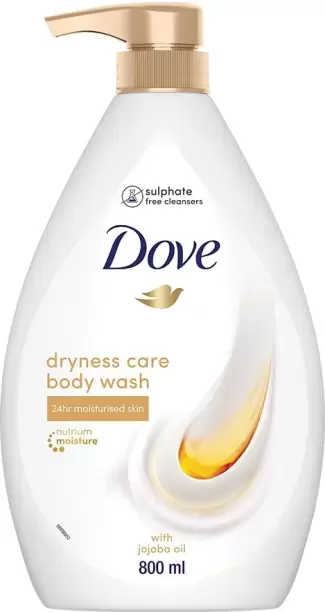 sulphate
free cleansers
Dove
dryness care
body wash
24hr moisturised skin
nutrium
moisture
with
jojoba oil
800 ml